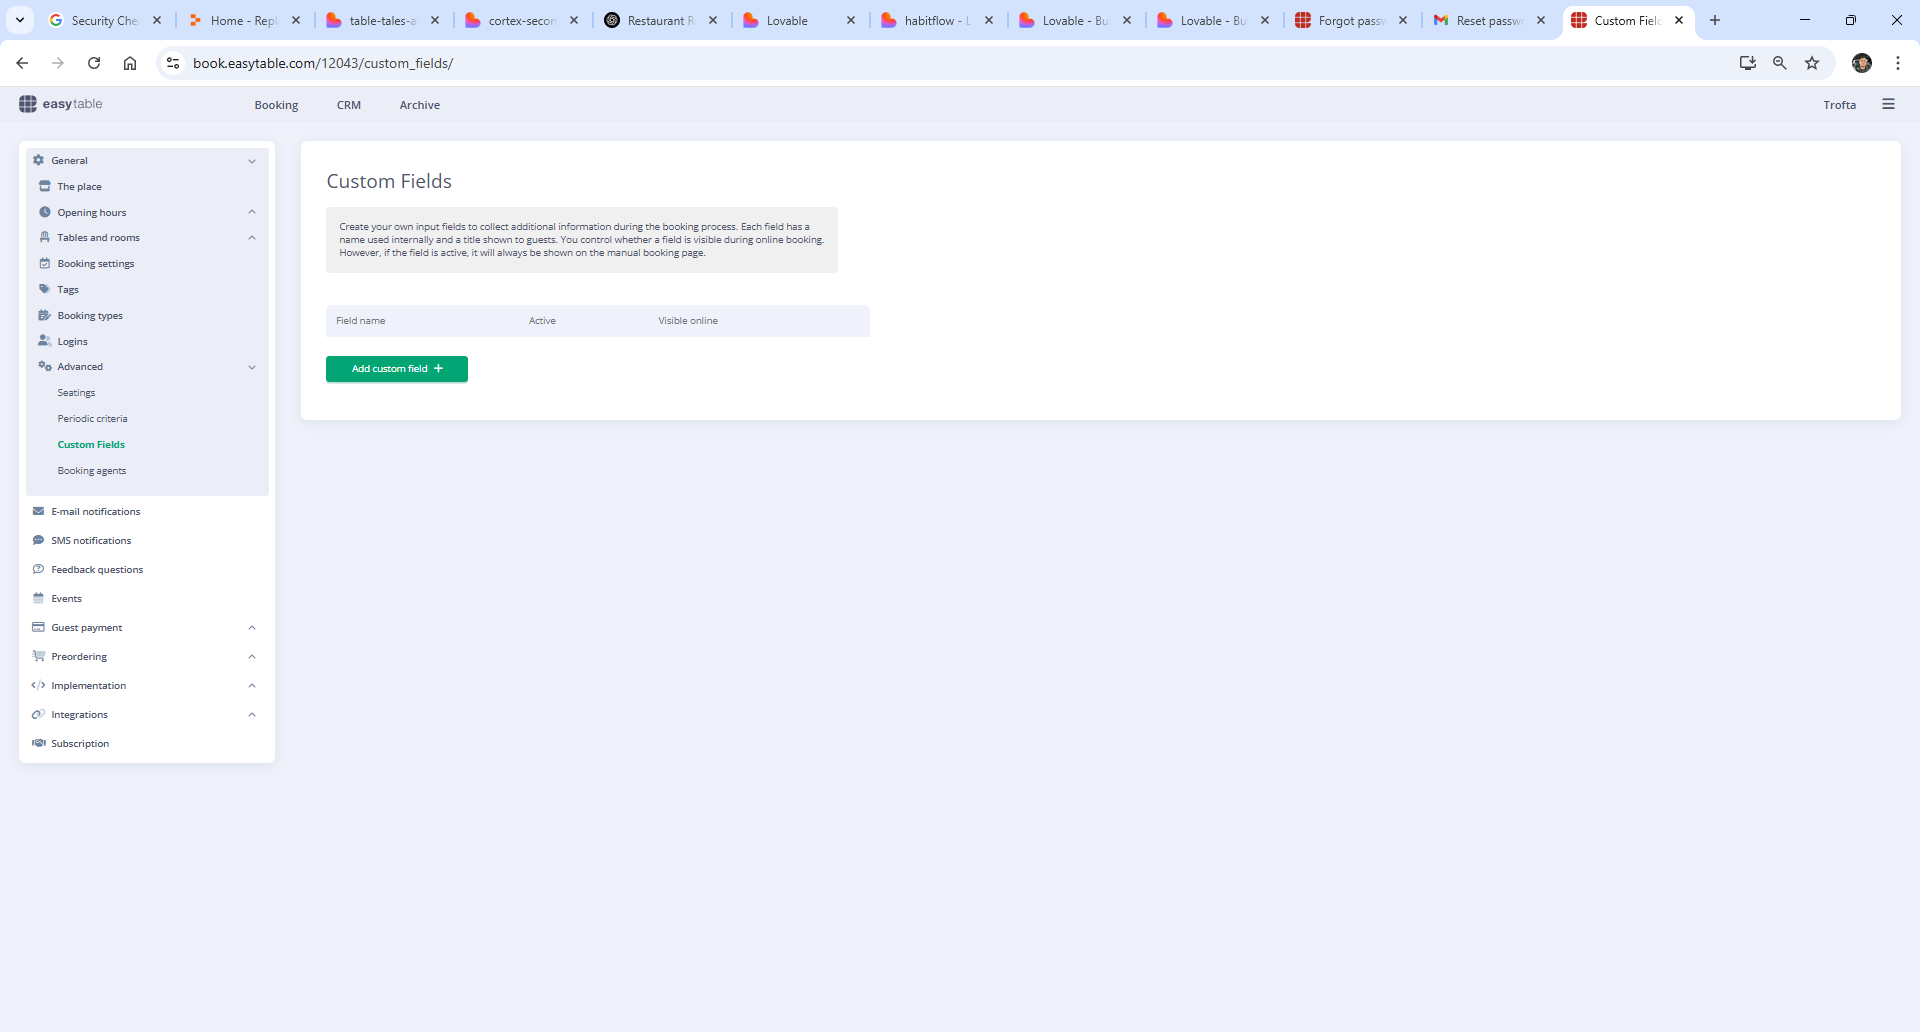 Security Che
Home - Repl
table-tales-a
cortex-secon
Restaurant R
Lovable
habitflow - L
Lovable - Bu
Lovable - Bu
Forgot passw
Reset passwo
Custom Field
book.easytable.com/12043/custom_fields/
easytable
Booking
CRM
Archive
Trofta
General
The place
Opening hours
Tables and rooms
Booking settings
Tags
Booking types
Logins
Advanced
Seatings
Periodic criteria
Custom Fields
Booking agents
E-mail notifications
SMS notifications
Feedback questions
Events
Guest payment
Preordering
Implementation
Integrations
Subscription
Custom Fields
Create your own input fields to collect additional information during the booking process. Each field has a
name used internally and a title shown to guests. You control whether a field is visible during online booking.
However, if the field is active, it will always be shown on the manual booking page.
Field name Active Visible online
Add custom field +